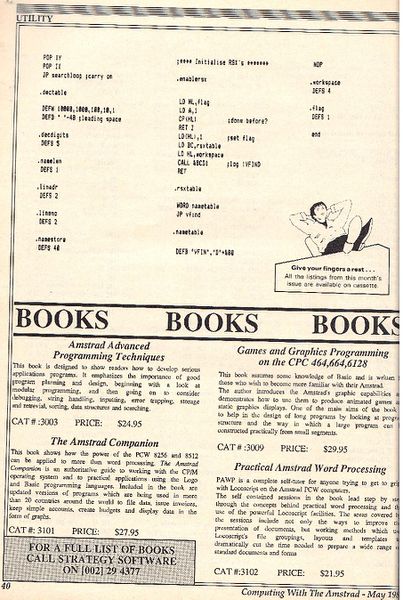 UTILITY
POP IY
POP IX
JP searchloop ;carry on
.dectable
DEFW 10000,1000,100,10,1
DEFB " "-48 ;leading space
.decdigits
DEFS 5
.namelen
DEFS 1
.lineadr
DEFS 2
.lineno
DEFS 2
.namestore
DEFS 40
;**** Initialise RSX's *******
.enablersx
LD HL,flag
LD A,1
CP(HL) ;done before?
RET Z
LD(HL),1 ;set flag
LD BC,rsxtable
LD HL,workspace
CALL &BCD1 ;log !VFIND
RET
.rsxtable
WORD nametable
JP vfind
.nametable
DEFB "VFIN","D"+&80
NOP
.workspace
DEFS 4
.flag
DEFS 1
end
Give your fingers a rest . . .
All the listings from this month's
issue are available on cassette.
BOOKS BOOKS BOOKS
Amstrad Advanced
Programming Techniques
This book is designed to show readers how to develop serious
applications programs. It emphasizes the importance of good
program planning and design, beginning with a look at
modular programming, and then going on to consider
debugging, string handling, inputting, error trapping, storage
and retrieval, sorting, data structures and searching.
CAT # :3003 PRICE: $24.95
The Amstrad Companion
This book shows how the power of the PCW 8256 and 8512
can be applied to more than word processing. The Amstrad
Companion is an authoritative guide to working with the CP/M
operating system and to practical applications using the Logo
and Basic programming languages. Included in the book are
updated versions of programs which are being used in more
than 20 countries around the world to file data, issue invoices,
keep simple accounts, create budgets and display data in the
form of graphs.
CAT #: 3101 PRICE: $27.95
FOR A FULL LIST OF BOOKS
CALL STRATEGY SOFTWARE
ON [002] 29 4377
Games and Graphics Programming
on the CPC 464,664,6128
This book assumes some knowledge of Basic and is written
those who wish to become more familiar with their Amstrad.
The author introduces the Amstrad's graphic capabilities
demonstrates how to use them to produce animated games
static graphics displays. One of the main aims of the book
to help in the design of long programs by looking at
structure and the way in which a large program can
constructed practically from small segments.
CAT # :3009 PRICE: $29.95
Practical Amstrad Word Processing
PAWP is a complete self-tutor for anyone trying to get to
with Locoscript on the Amstrad PCW computers.
The self contained sessions in the book lead step by
through the concepts behind practical word processing and
use of the powerful Locoscript facilities. The areas covered
the sessions include not only the ways to improve
presentation of documents, but working methods which
Locoscript's file groupings, layouts and templates
dramatically cut the time needed to prepare a wide range
standard documents and forms
CAT #:3102 PRICE: $21.95
40
Computing With The Amstrad - May